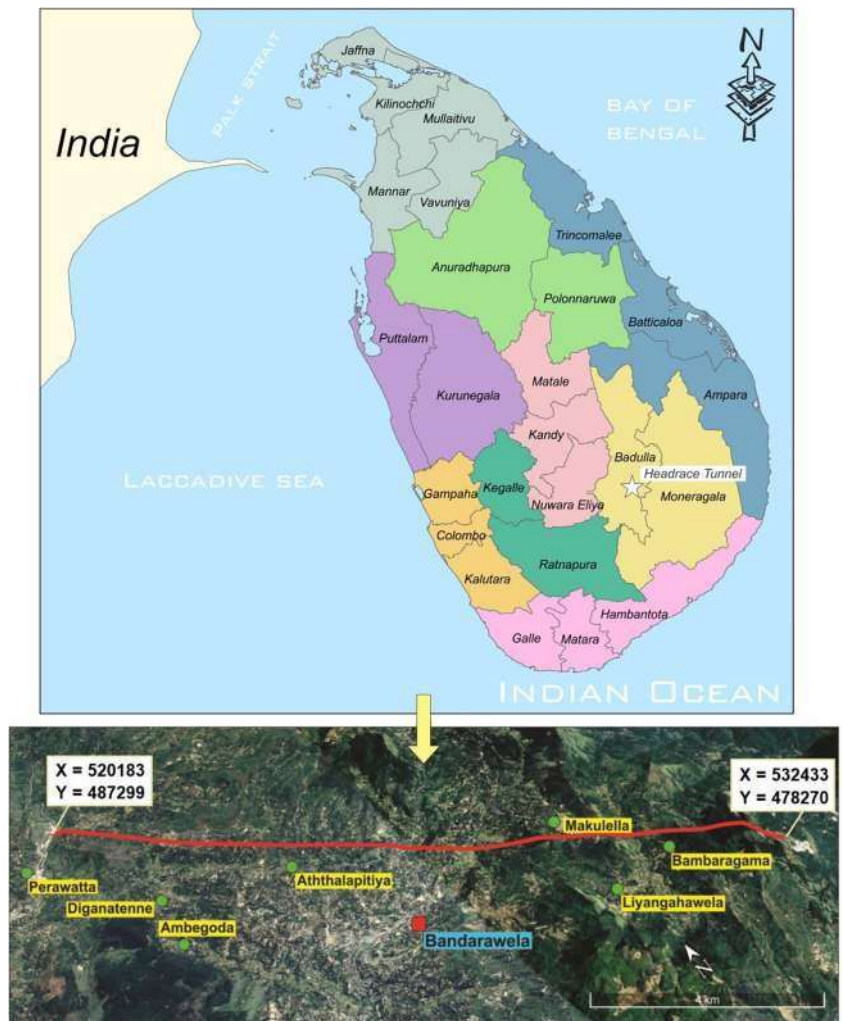 Jaffna
PALK STRAIT
N
Kilinochchi
BAY OF
BENGAL
Mullaitivu
India
Mannar
Vavuniya
Trincomalee
Anuradhapura
Polonnaruwa
Batticaloa
Puttalam
Matale
Kurunegala
Ampara
Kandy
Badulla
Headrace Tunnel
LACCADIVE SEA
Gampaha
Kegalle
Nuwara Eliya
Moneragala
Colombo
Ratnapura
Kalutara
Hambantota
Galle
Matara
INDIAN OCEAN
X = 520183
Y = 487299
X = 532433
Y = 478270
Makulella
Bambaragama
Aththalapitiya
Perawatta
Liyangahawela
Diganatenne
Ambegoda
Bandarawela
N
4 km